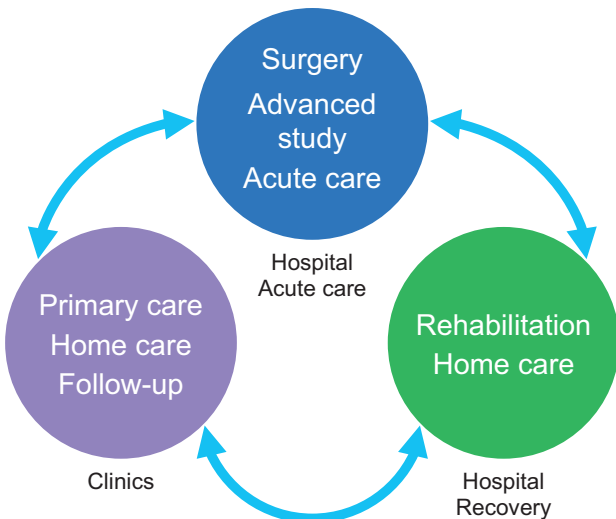 Surgery
Advanced
study
Acute care
Hospital
Acute care
Primary care
Home care
Follow-up
Clinics
Rehabilitation
Home care
Hospital
Recovery